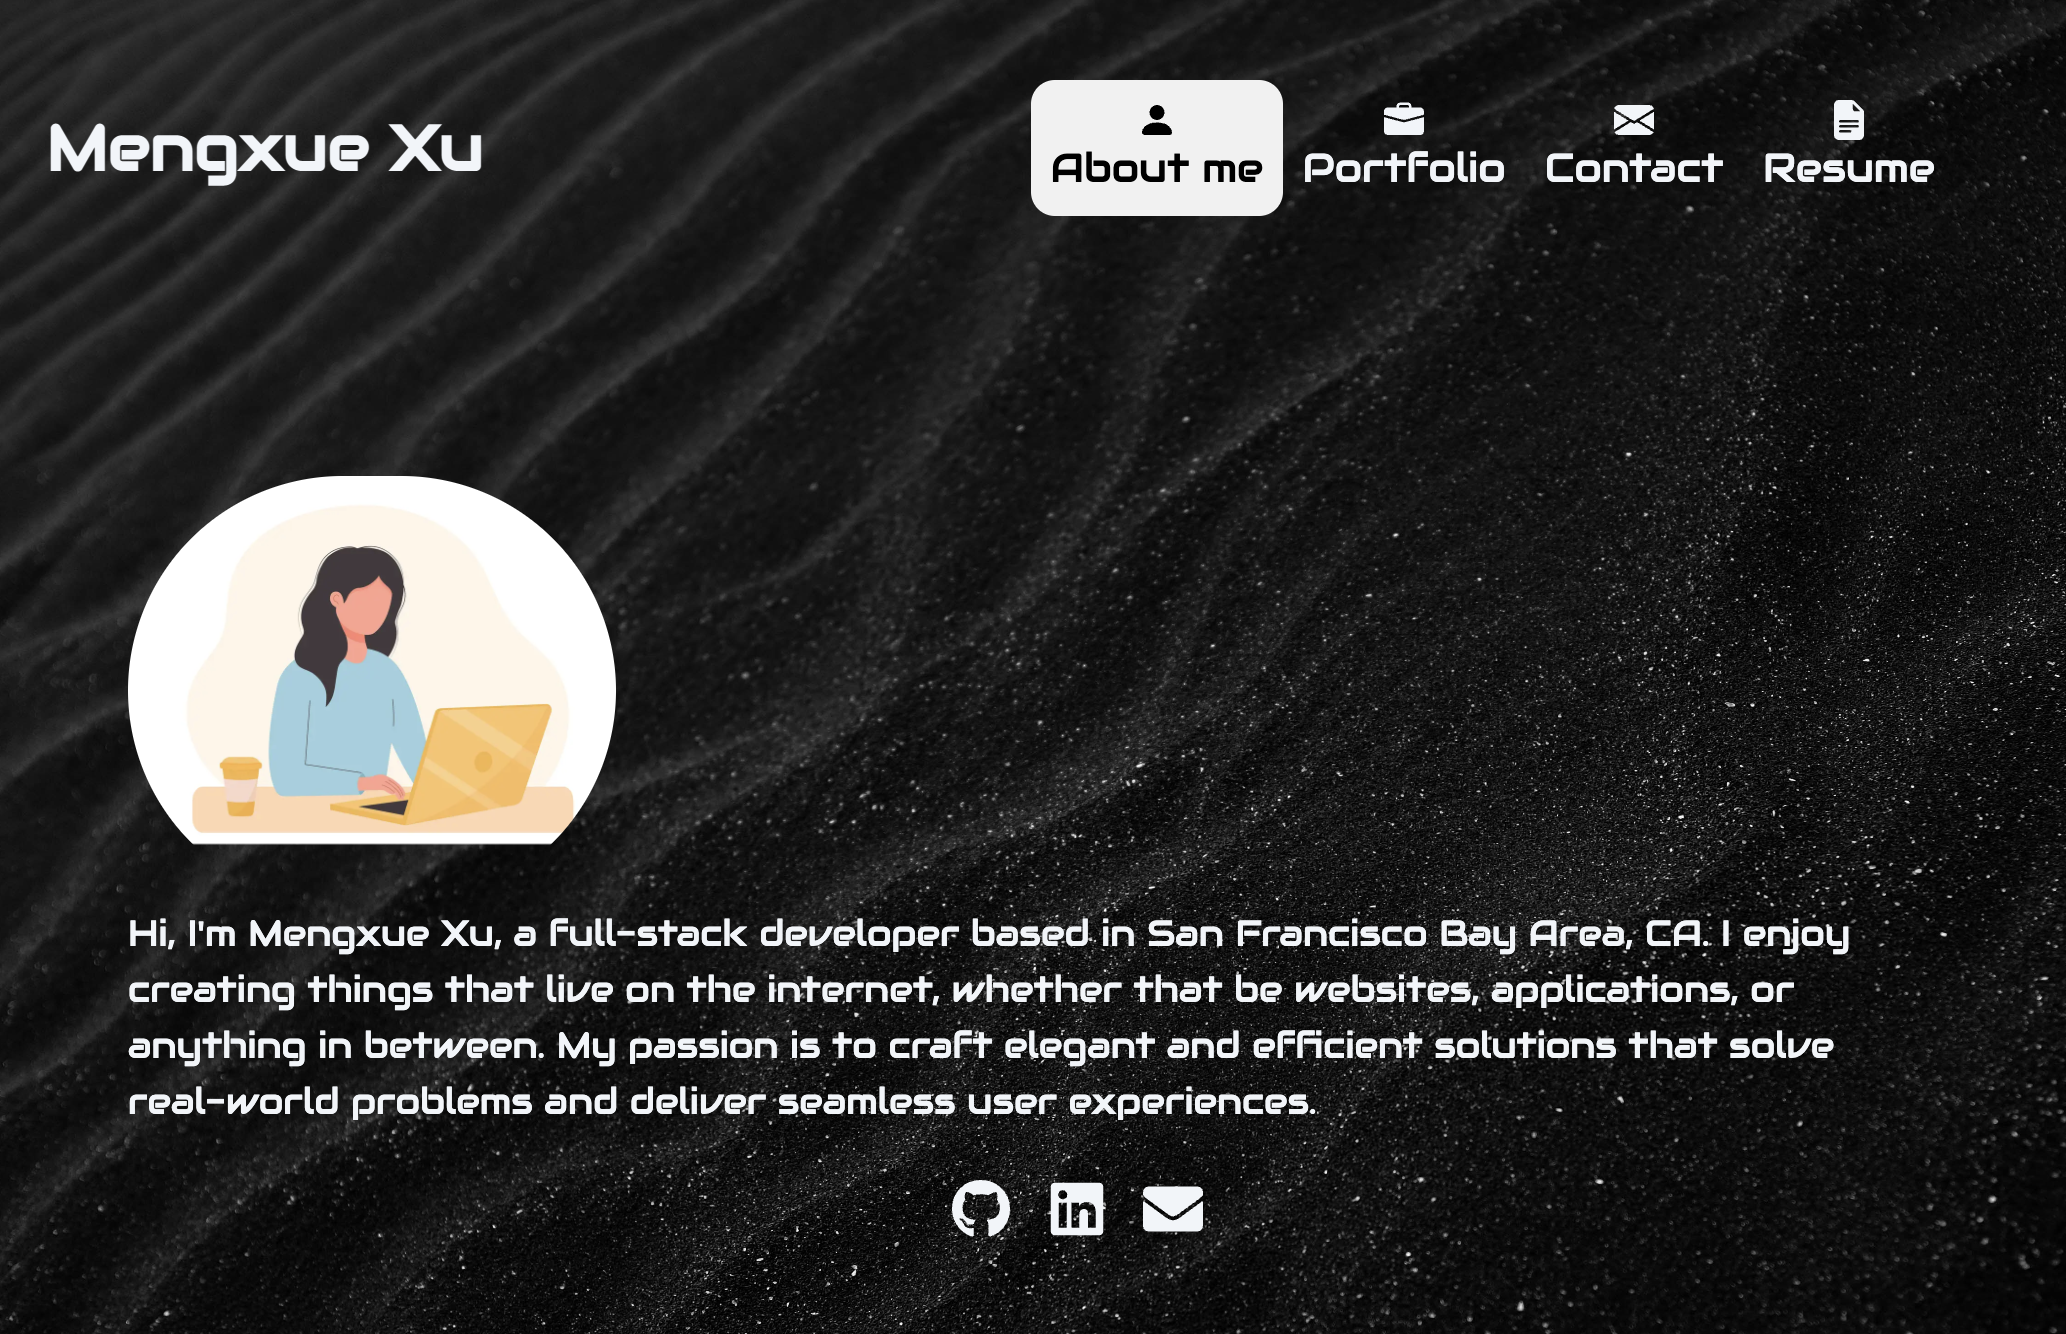 Mengxue Xu
About me
Portfolio
Contact
Resume
Hi, I'm Mengxue Xu, a full-stack developer based in San Francisco Bay Area, CA. I enjoy
creating things that live on the internet, whether that be websites, applications, or
anything in between. My passion is to craft elegant and efficient solutions that solve
real-world problems and deliver seamless user experiences.
in